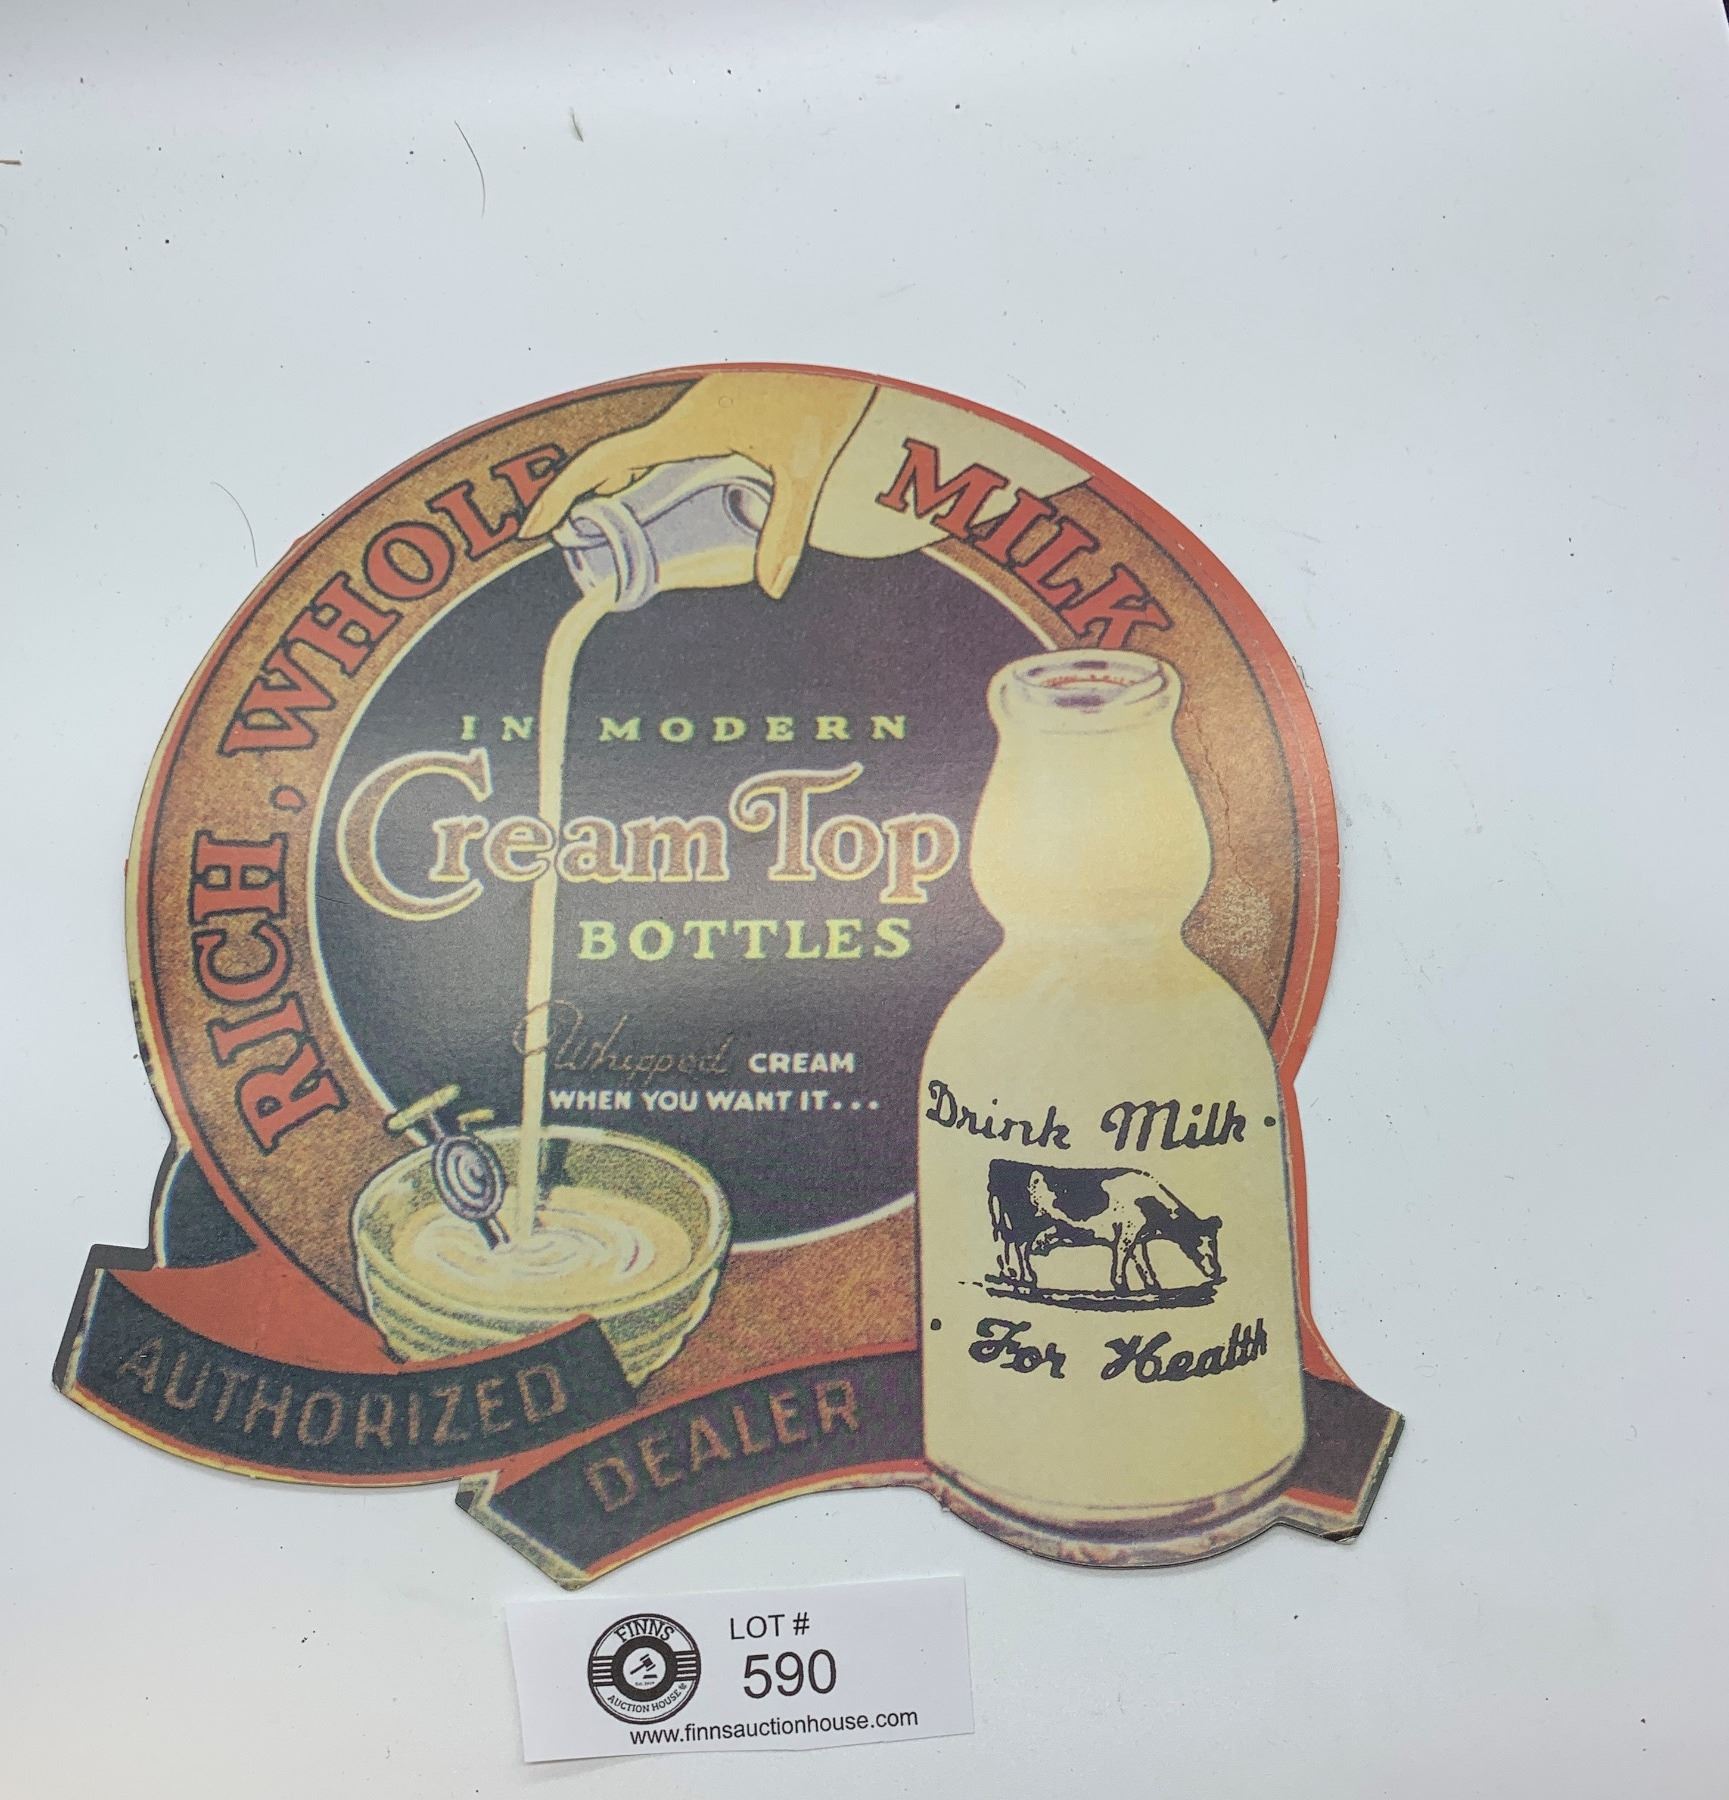 RICH. WHOLE MILK
IN MODERN
Cream Top
BOTTLES
Whipped CREAM
WHEN YOU WANT IT...
Drink Milk.
. For Health
AUTHORIZED
DEALER
FINNS
AUCTION HOUSE
LOT #
590
www.finnsauctionhouse.com